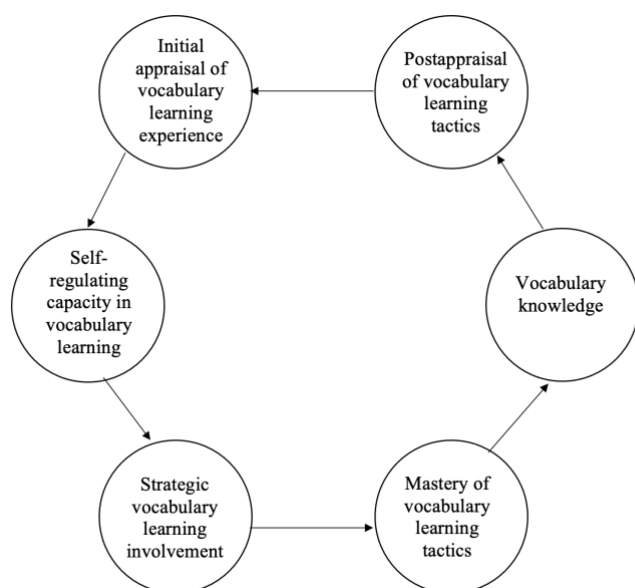 Initial
appraisal of
vocabulary
learning
experience
Postappraisal
of vocabulary
learning
tactics
Self-
regulating
capacity in
vocabulary
learning
Vocabulary
knowledge
Strategic
vocabulary
learning
involvement
Mastery of
vocabulary
learning
tactics